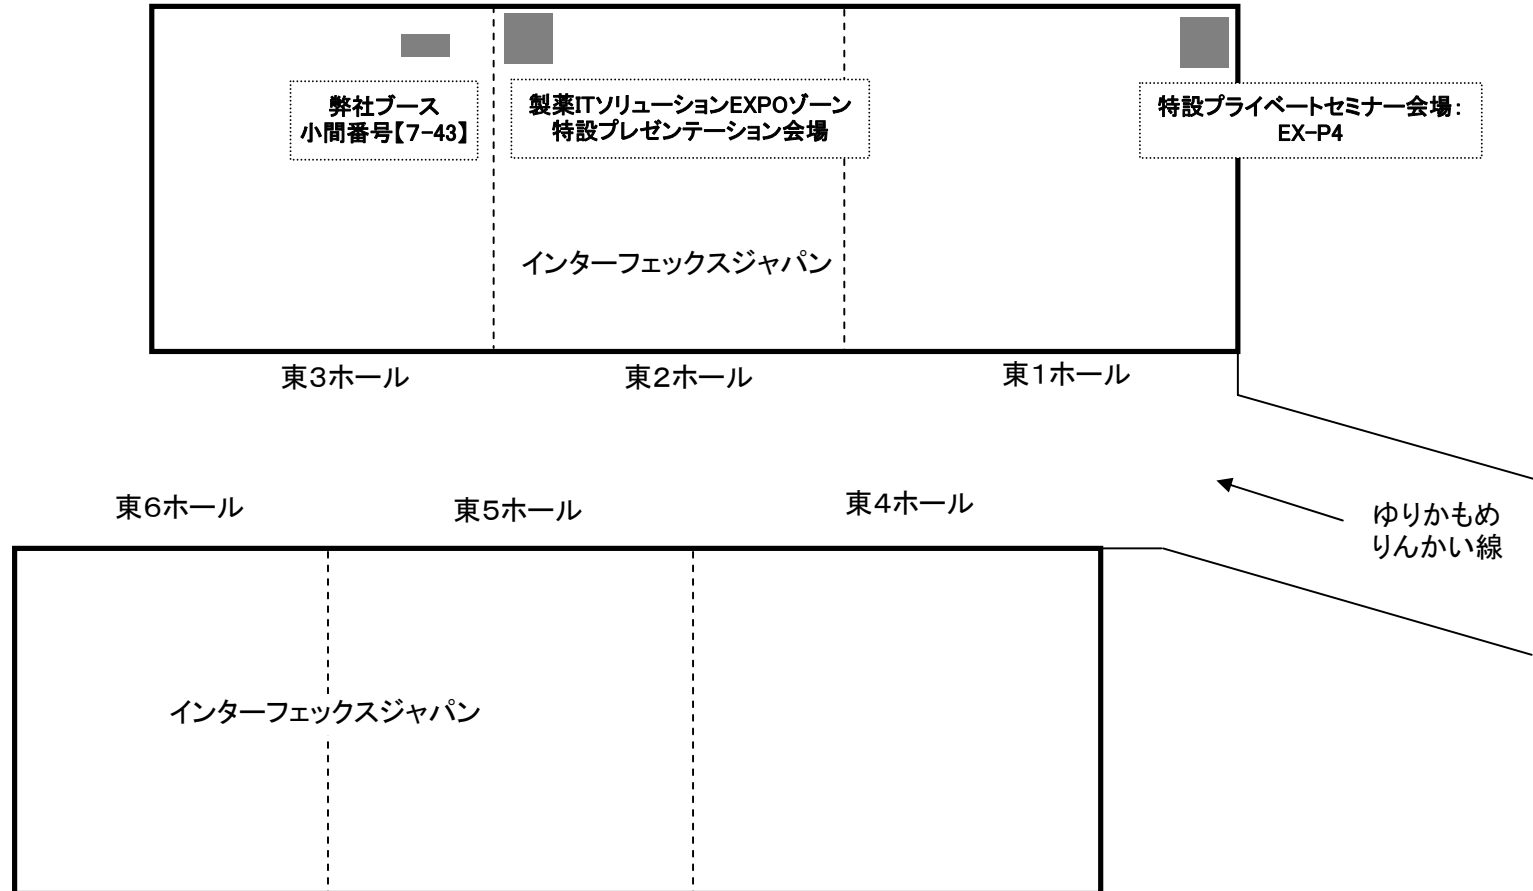 弊社ブース
小間番号【7-43】
製薬ITソリューションEXPOゾーン
特設プレゼンテーション会場
特設プライベートセミナー会場:
EX-P4
インターフェックスジャパン
東3ホール
東2ホール
東1ホール
東6ホール
東5ホール
東4ホール
ゆりかもめ
りんかい線
インターフェックスジャパン